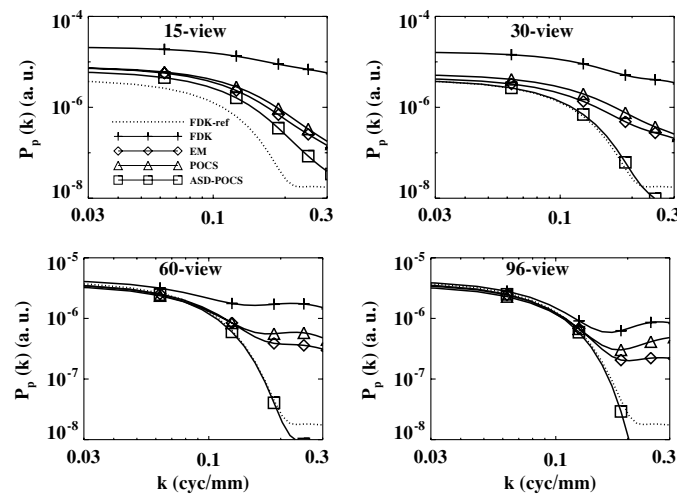 15-view
30-view
10^-4
10^-6
10^-8
P_p (k) (a. u.)
FDK-ref
FDK
EM
POCS
ASD-POCS
0.03
0.1
0.3
10^-4
10^-6
10^-8
P_p (k) (a. u.)
0.03
0.1
0.3
60-view
96-view
10^-5
10^-6
10^-7
10^-8
P_p (k) (a. u.)
0.03
0.1
0.3
k (cyc/mm)
10^-5
10^-6
10^-7
10^-8
P_p (k) (a. u.)
0.03
0.1
0.3
k (cyc/mm)